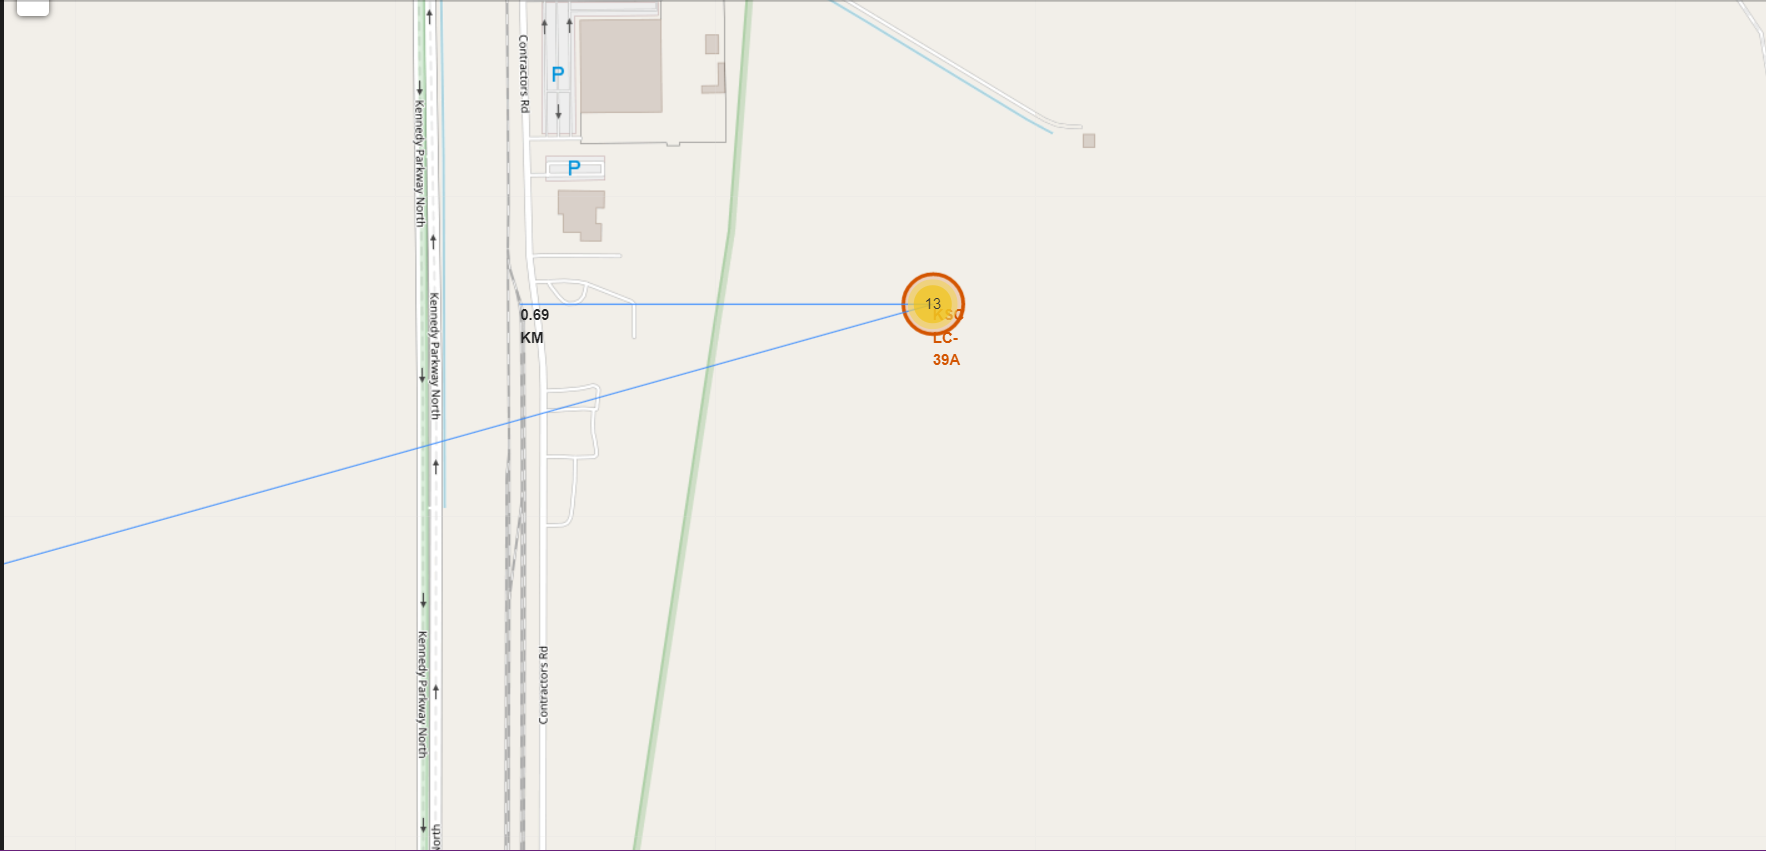 Contractors Rd
P
Kennedy Parkway North
P
Kennedy Parkway North
0.69
KM
13
KSC
LC-
39A
Kennedy Parkway North
Contractors Rd
North